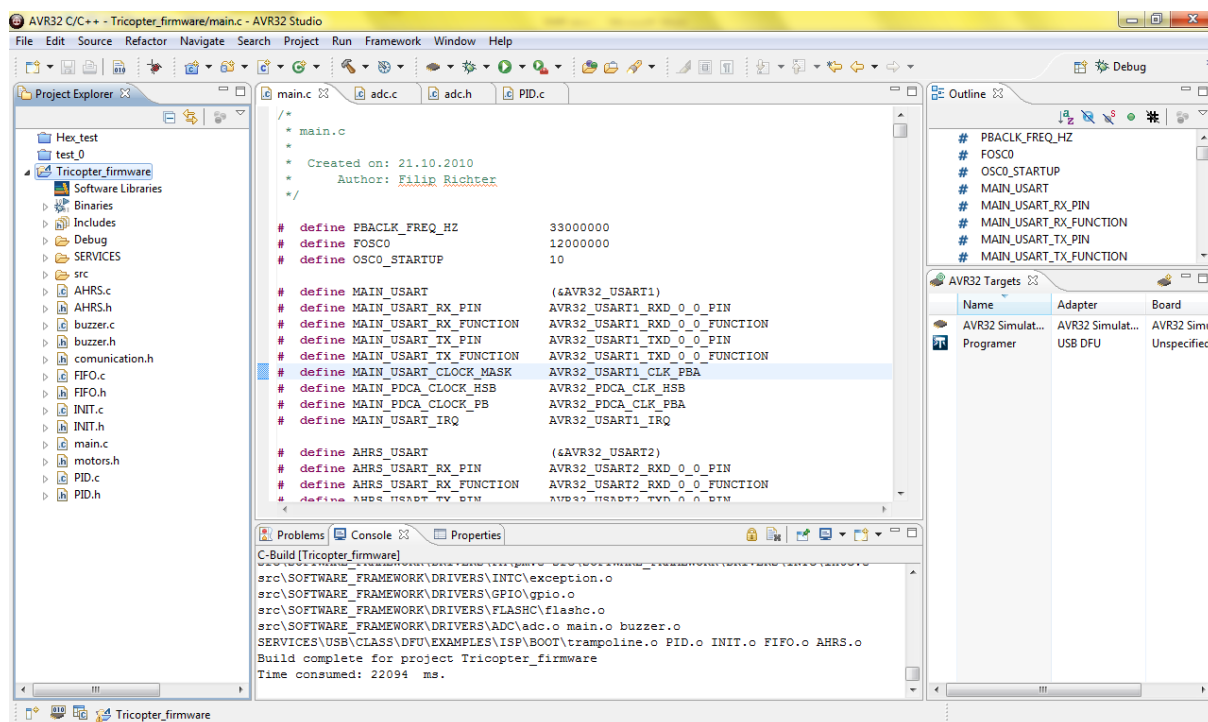 AVR32 C/C++ - Tricopter_firmware/main.c - AVR32 Studio
File Edit Source Refactor Navigate Search Project Run Framework Window Help
Debug
Project Explorer
Hex_test
test_0
Tricopter_firmware
Software Libraries
Binaries
Includes
Debug
SERVICES
src
AHRS.c
AHRS.h
buzzer.c
buzzer.h
comunication.h
FIFO.c
FIFO.h
INIT.c
INIT.h
main.c
motors.h
PID.c
PID.h
main.c adc.c adc.h PID.c
/*
* main.c
*
* Created on: 21.10.2010
* Author: Filip Richter
*/
# define PBACLK_FREQ_HZ 33000000
# define FOSC0 12000000
# define OSC0_STARTUP 10
# define MAIN_USART (&AVR32_USART1)
# define MAIN_USART_RX_PIN AVR32_USART1_RXD_0_0_PIN
# define MAIN_USART_RX_FUNCTION AVR32_USART1_RXD_0_0_FUNCTION
# define MAIN_USART_TX_PIN AVR32_USART1_TXD_0_0_PIN
# define MAIN_USART_TX_FUNCTION AVR32_USART1_TXD_0_0_FUNCTION
# define MAIN_USART_CLOCK_MASK AVR32_USART1_CLK_PBA
# define MAIN_PDCA_CLOCK_HSB AVR32_PDCA_CLK_HSB
# define MAIN_PDCA_CLOCK_PB AVR32_PDCA_CLK_PBA
# define MAIN_USART_IRQ AVR32_USART1_IRQ
# define AHRS_USART (&AVR32_USART2)
# define AHRS_USART_RX_PIN AVR32_USART2_RXD_0_0_PIN
# define AHRS_USART_RX_FUNCTION AVR32_USART2_RXD_0_0_FUNCTION
# define AHRS_USART_TX_PIN AVR32_USART2_TXD_0_0_PIN
Outline
# PBACLK_FREQ_HZ
# FOSC0
# OSC0_STARTUP
# MAIN_USART
# MAIN_USART_RX_PIN
# MAIN_USART_RX_FUNCTION
# MAIN_USART_TX_PIN
# MAIN_USART_TX_FUNCTION
AVR32 Targets
Name Adapter Board
AVR32 Simulat... AVR32 Simulat... AVR32 Simu
Programer USB DFU Unspecified
Problems Console Properties
C-Build [Tricopter_firmware]
src\SOFTWARE_FRAMEWORK\DRIVERS\INTC\exception.o
src\SOFTWARE_FRAMEWORK\DRIVERS\GPIO\gpio.o
src\SOFTWARE_FRAMEWORK\DRIVERS\FLASHC\flashc.o
src\SOFTWARE_FRAMEWORK\DRIVERS\ADC\adc.o main.o buzzer.o
SERVICES\USB\CLASS\DFU\EXAMPLES\ISP\BOOT\trampoline.o PID.o INIT.o FIFO.o AHRS.o
Build complete for project Tricopter_firmware
Time consumed: 22094 ms.
Tricopter_firmware